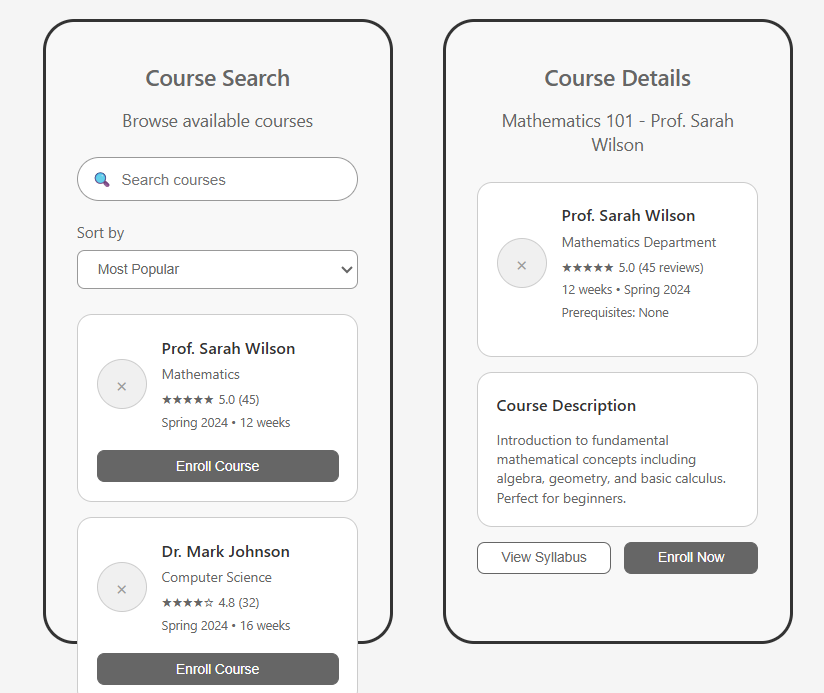 Course Search
Browse available courses
Search courses
Sort by
Most Popular
Prof. Sarah Wilson
Mathematics
★★★★★ 5.0 (45)
Spring 2024 • 12 weeks
Enroll Course
Dr. Mark Johnson
Computer Science
★★★★☆ 4.8 (32)
Spring 2024 • 16 weeks
Enroll Course
Course Details
Mathematics 101 - Prof. Sarah
Wilson
Prof. Sarah Wilson
Mathematics Department
★★★★★ 5.0 (45 reviews)
12 weeks • Spring 2024
Prerequisites: None
Course Description
Introduction to fundamental
mathematical concepts including
algebra, geometry, and basic calculus.
Perfect for beginners.
View Syllabus
Enroll Now